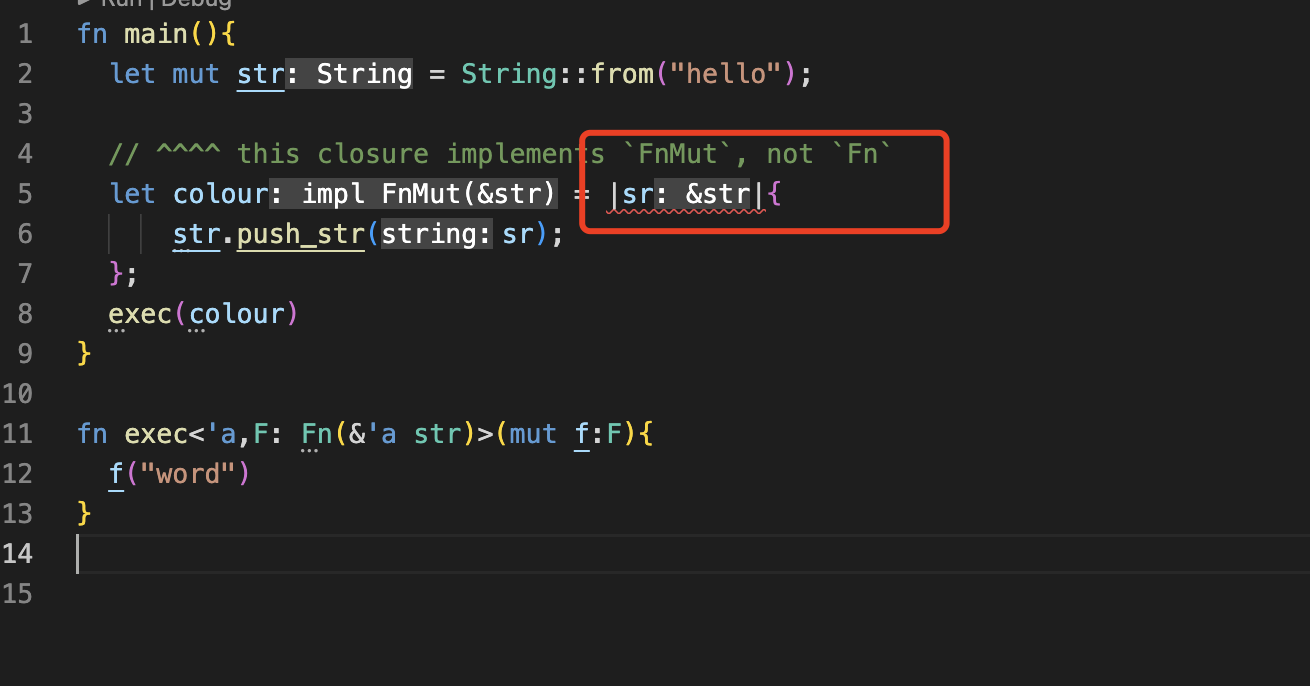 ▶ Run | Debug
1 fn main(){
2 let mut str: String = String::from("hello");
3
4 // ^^^^ this closure implements `FnMut`, not `Fn`
5 let colour: impl FnMut(&str) = |sr: &str|{
6 str.push_str(string: sr);
7 };
8 exec(colour)
9 }
10
11 fn exec<'a,F: Fn(&'a str)>(mut f:F){
12 f("word")
13 }
14
15